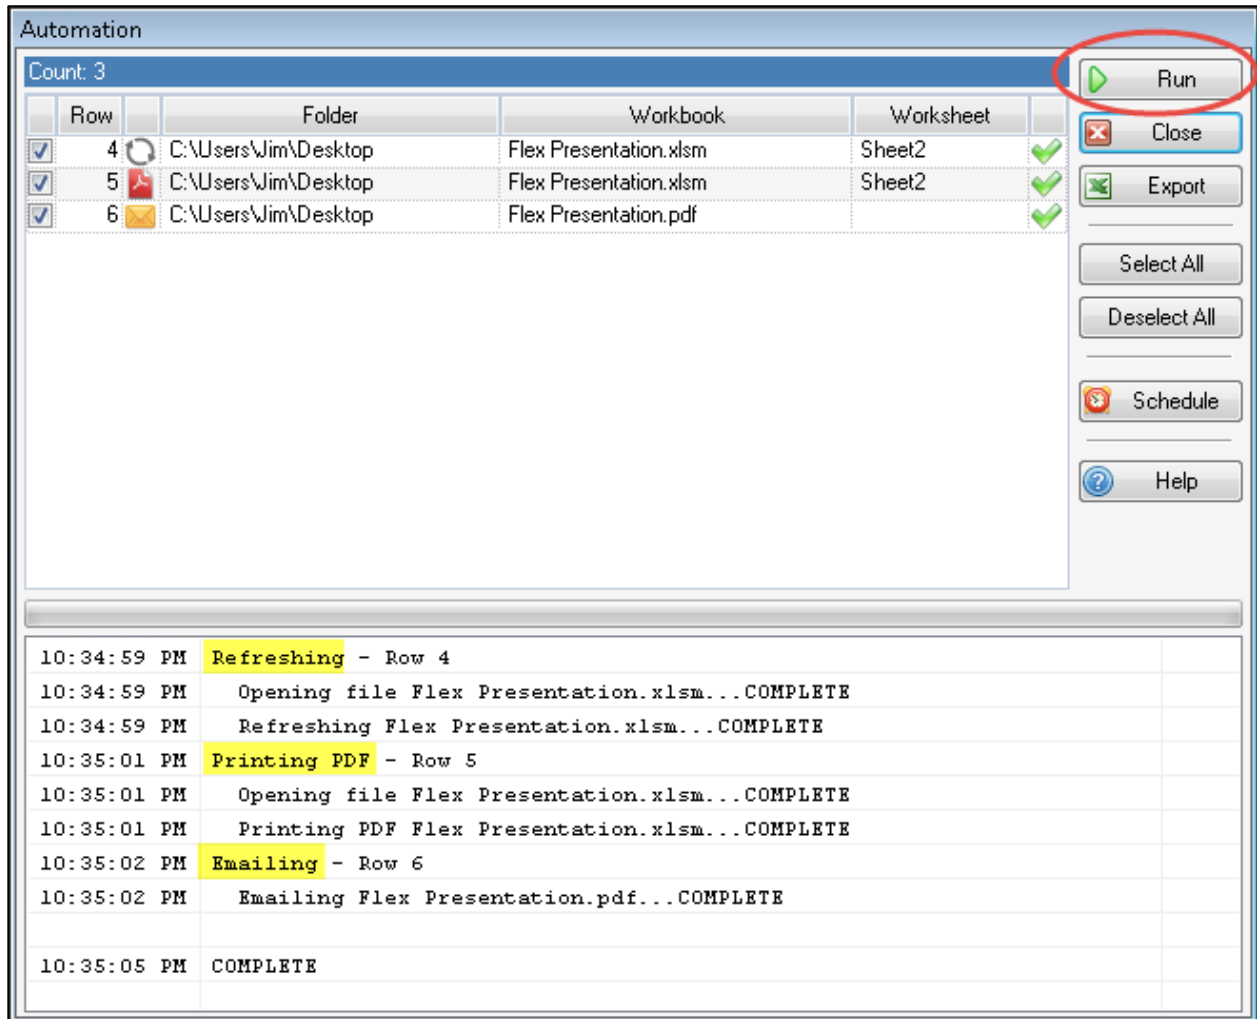 Automation
Count: 3
Row Folder Workbook Worksheet
4 C:\Users\Jim\Desktop Flex Presentation.xlsm Sheet2
5 C:\Users\Jim\Desktop Flex Presentation.xlsm Sheet2
6 C:\Users\Jim\Desktop Flex Presentation.pdf
Run
Close
Export
Select All
Deselect All
Schedule
Help
10:34:59 PM Refreshing - Row 4
10:34:59 PM Opening file Flex Presentation.xlsm...COMPLETE
10:34:59 PM Refreshing Flex Presentation.xlsm...COMPLETE
10:35:01 PM Printing PDF - Row 5
10:35:01 PM Opening file Flex Presentation.xlsm...COMPLETE
10:35:01 PM Printing PDF Flex Presentation.xlsm...COMPLETE
10:35:02 PM Emailing - Row 6
10:35:02 PM Emailing Flex Presentation.pdf...COMPLETE
10:35:05 PM COMPLETE